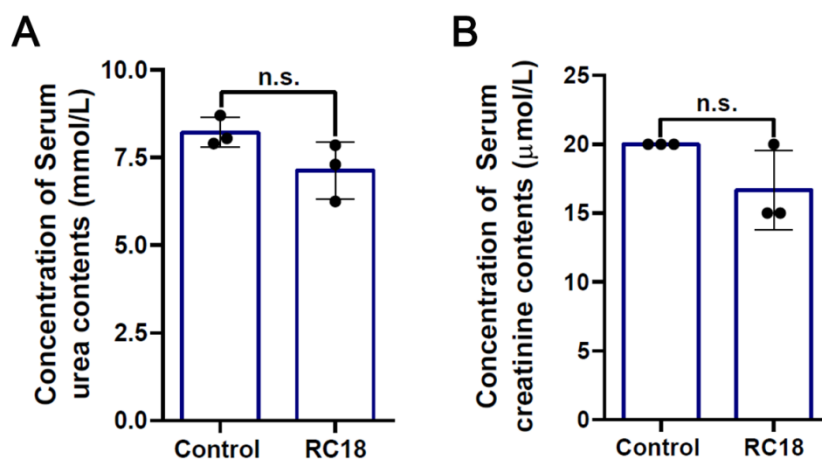 A
Concentration of Serum
urea contents (mmol/L)
10.0
7.5
5.0
2.5
0.0
n.s.
Control
RC18
B
Concentration of Serum
creatinine contents (μmol/L)
25
20
15
10
5
0
n.s.
Control
RC18